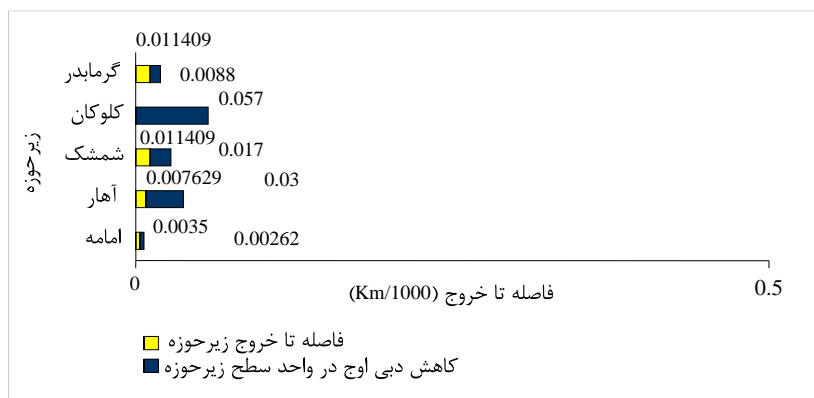 0.011409
گرمابدر 0.0088
کلوکان 0.057
0.011409
شمشک 0.017
آهار 0.007629 0.03
امامه 0.0035 0.00262
زیرحوزه
0 0.5
فاصله تا خروج (Km/1000)
فاصله تا خروج زیرحوزه
کاهش دبی اوج در واحد سطح زیرحوزه